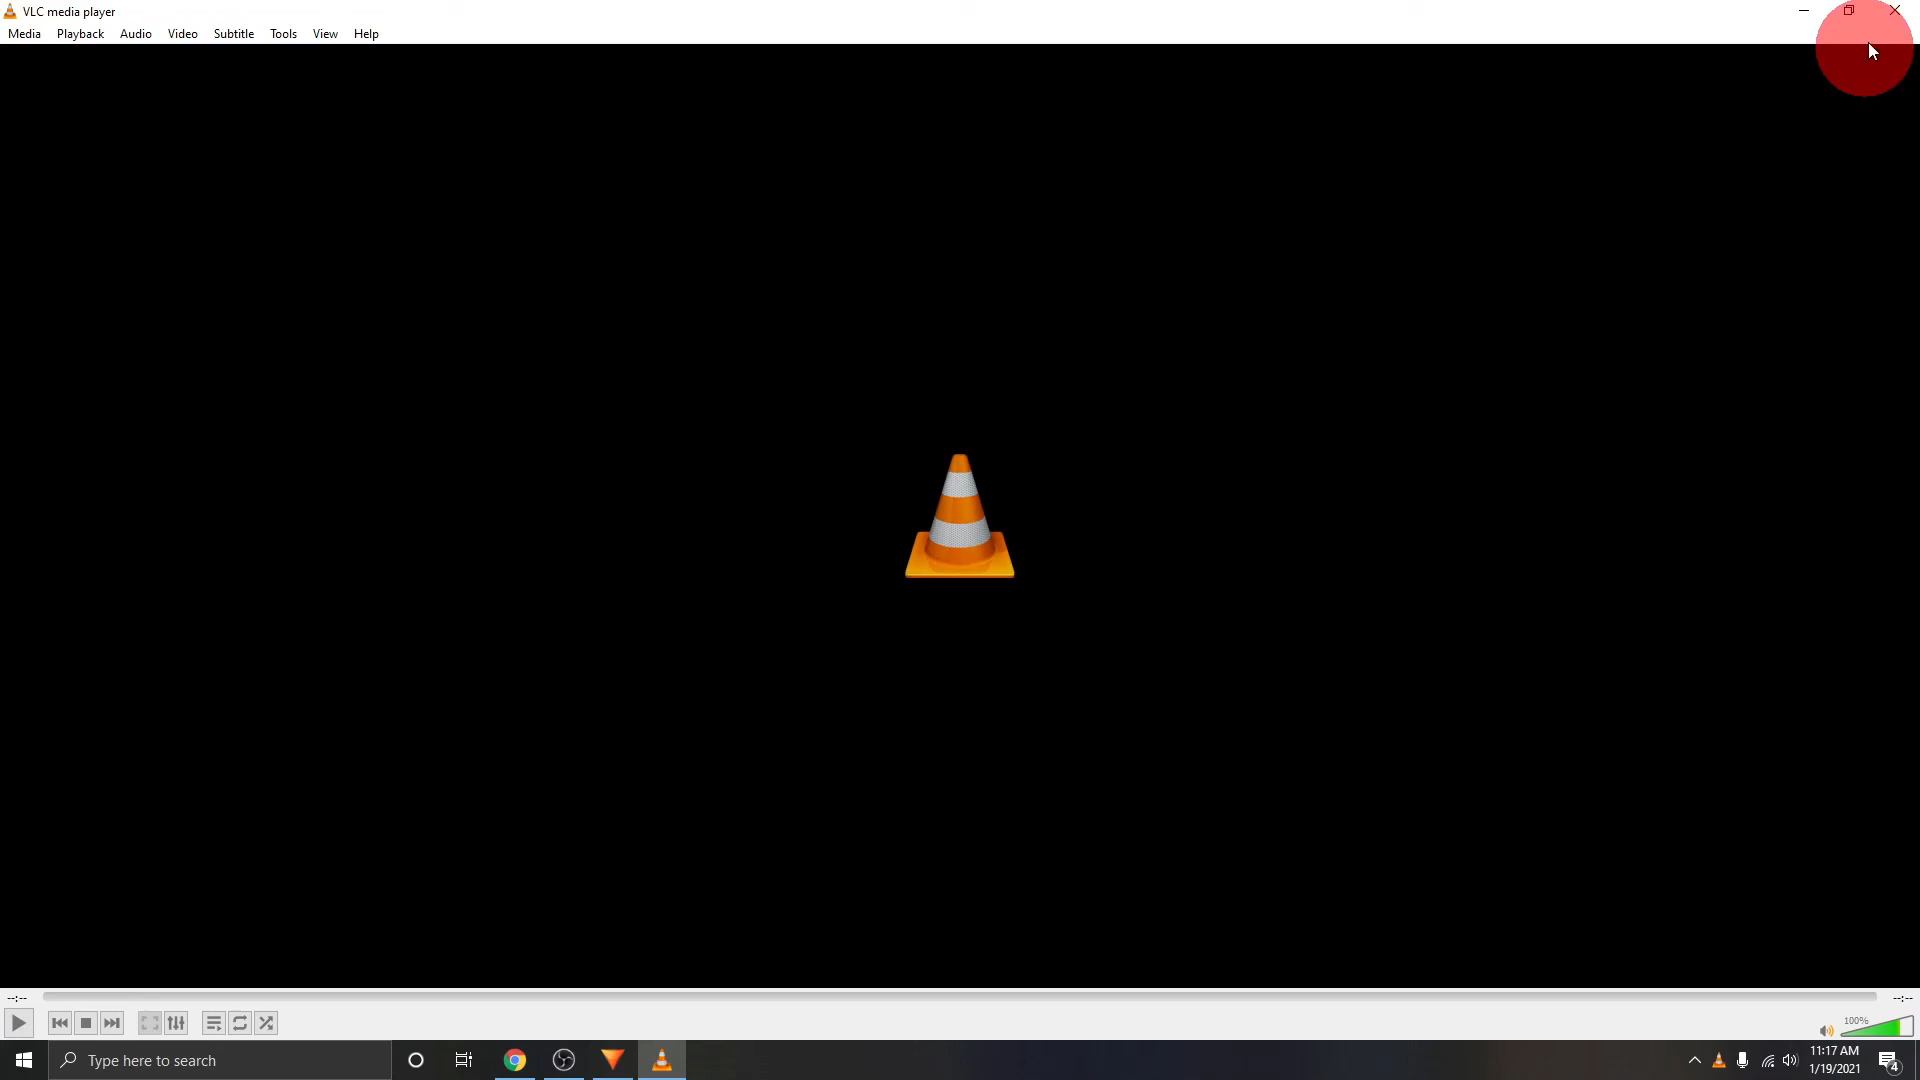 VLC media player
Media Playback Audio Video Subtitle Tools View Help
--:-- --:--
100%
Type here to search
11:17 AM
1/19/2021
4